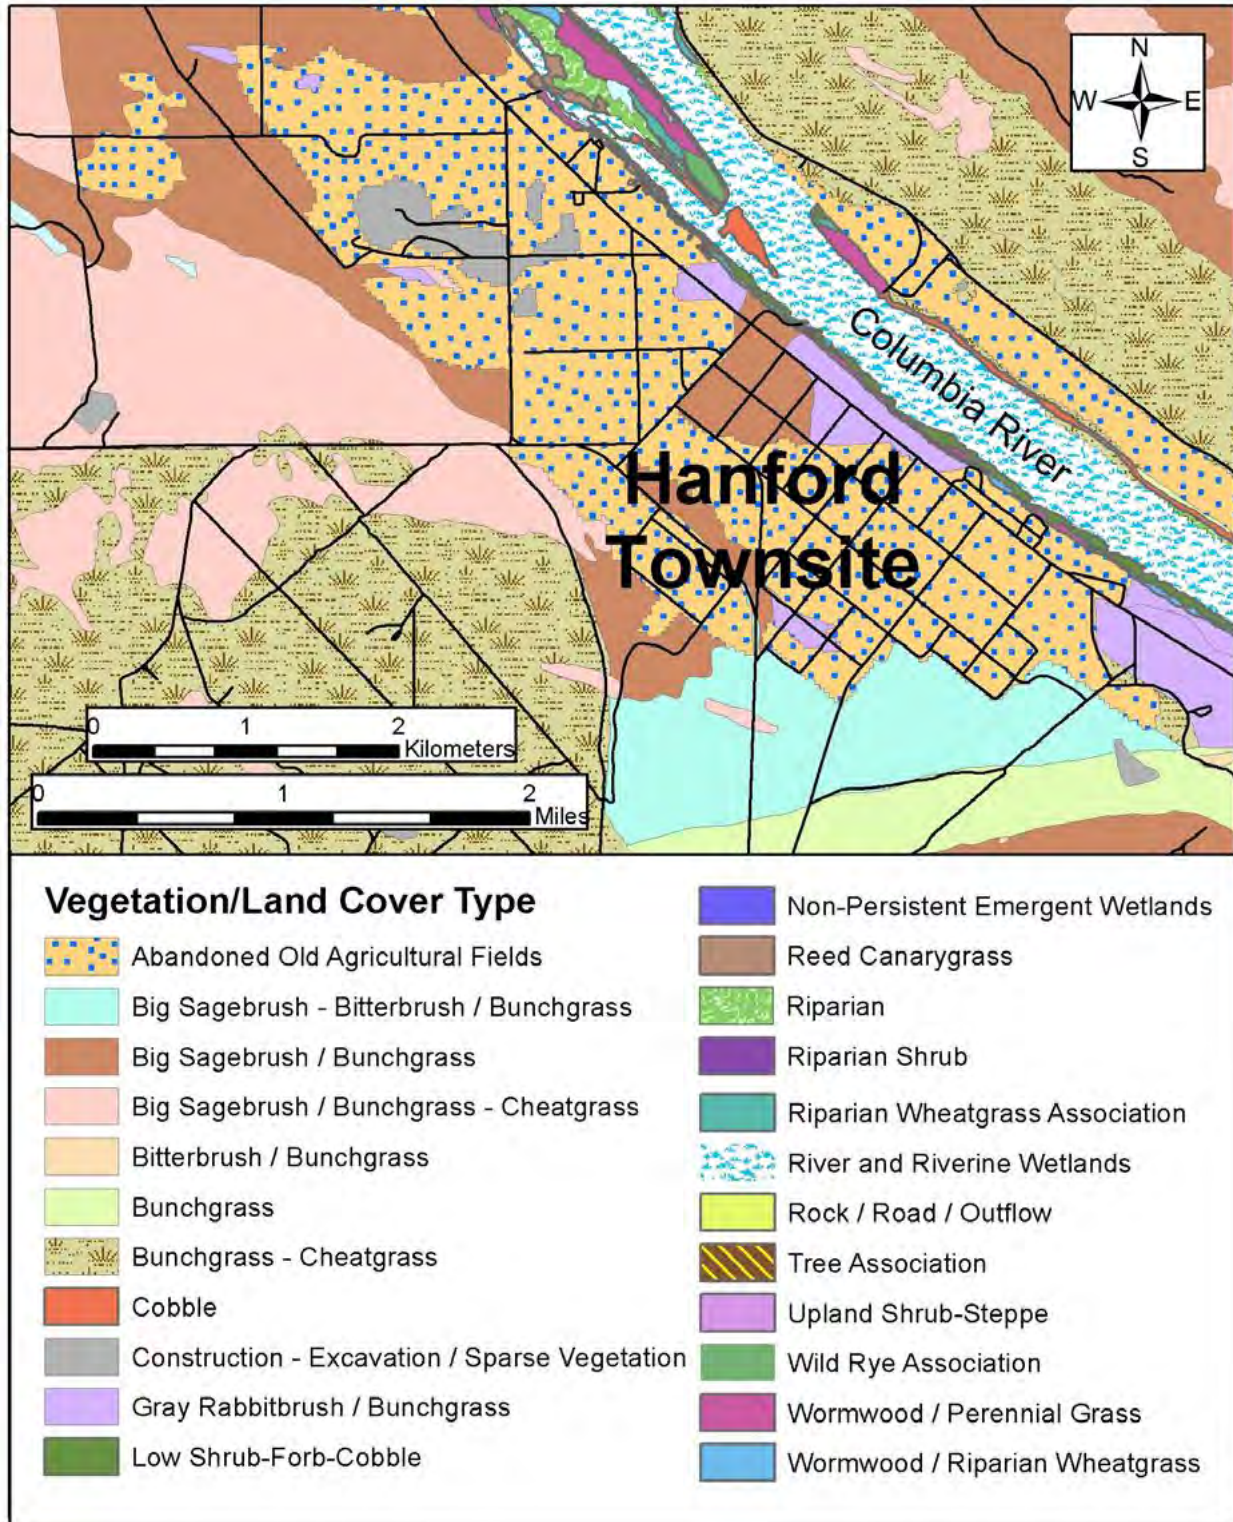 N
W E
S
Columbia River
Hanford
Townsite
0 1 2
Kilometers
0 1 2
Miles
Vegetation/Land Cover Type
Abandoned Old Agricultural Fields
Big Sagebrush - Bitterbrush / Bunchgrass
Big Sagebrush / Bunchgrass
Big Sagebrush / Bunchgrass - Cheatgrass
Bitterbrush / Bunchgrass
Bunchgrass
Bunchgrass - Cheatgrass
Cobble
Construction - Excavation / Sparse Vegetation
Gray Rabbitbrush / Bunchgrass
Low Shrub-Forb-Cobble
Non-Persistent Emergent Wetlands
Reed Canarygrass
Riparian
Riparian Shrub
Riparian Wheatgrass Association
River and Riverine Wetlands
Rock / Road / Outflow
Tree Association
Upland Shrub-Steppe
Wild Rye Association
Wormwood / Perennial Grass
Wormwood / Riparian Wheatgrass